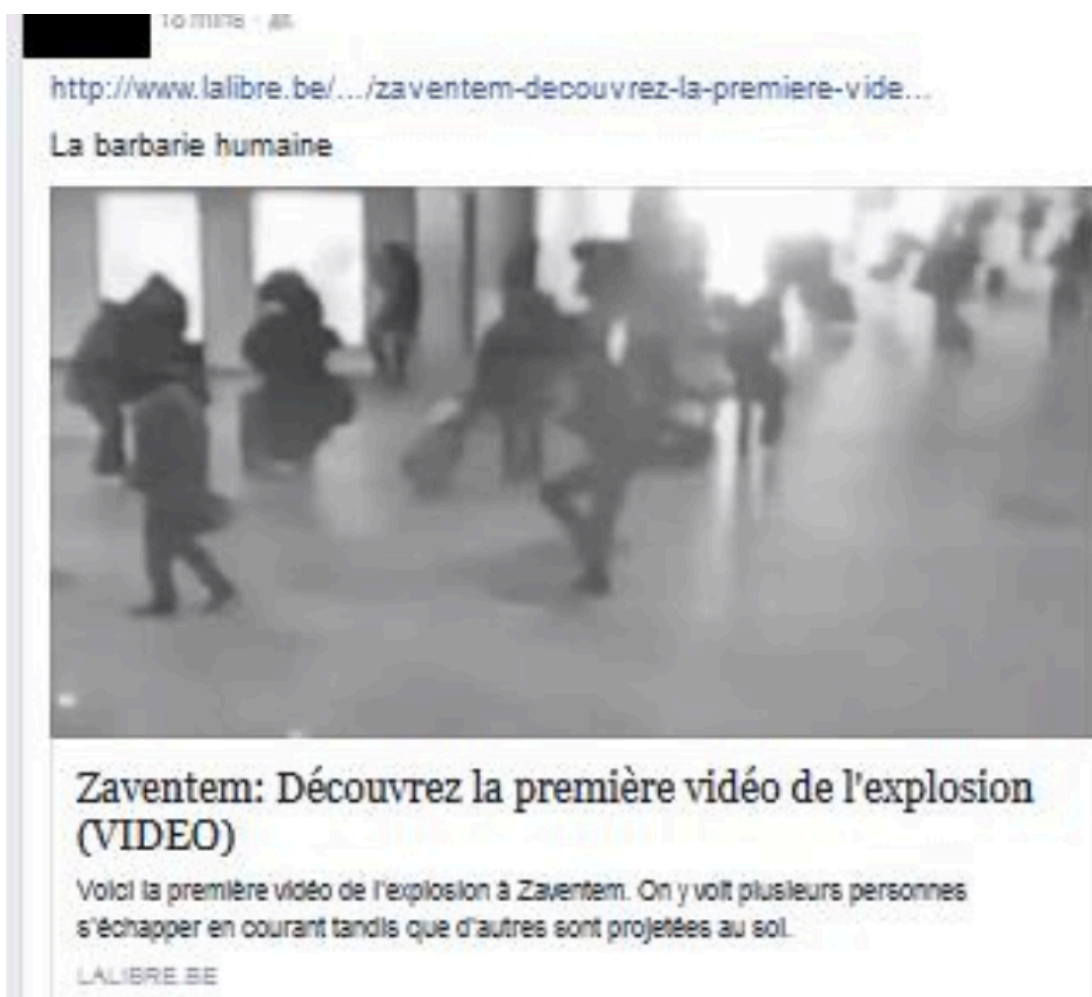 18 mins
http://www.lalibre.be/.../zaventem-decouvrez-la-premiere-vide...
La barbarie humaine
Zaventem: Découvrez la première vidéo de l'explosion
(VIDEO)
Voici la première vidéo de l'explosion à Zaventem. On y voit plusieurs personnes
s'échapper en courant tandis que d'autres sont projetées au sol.
LALIBRE.BE